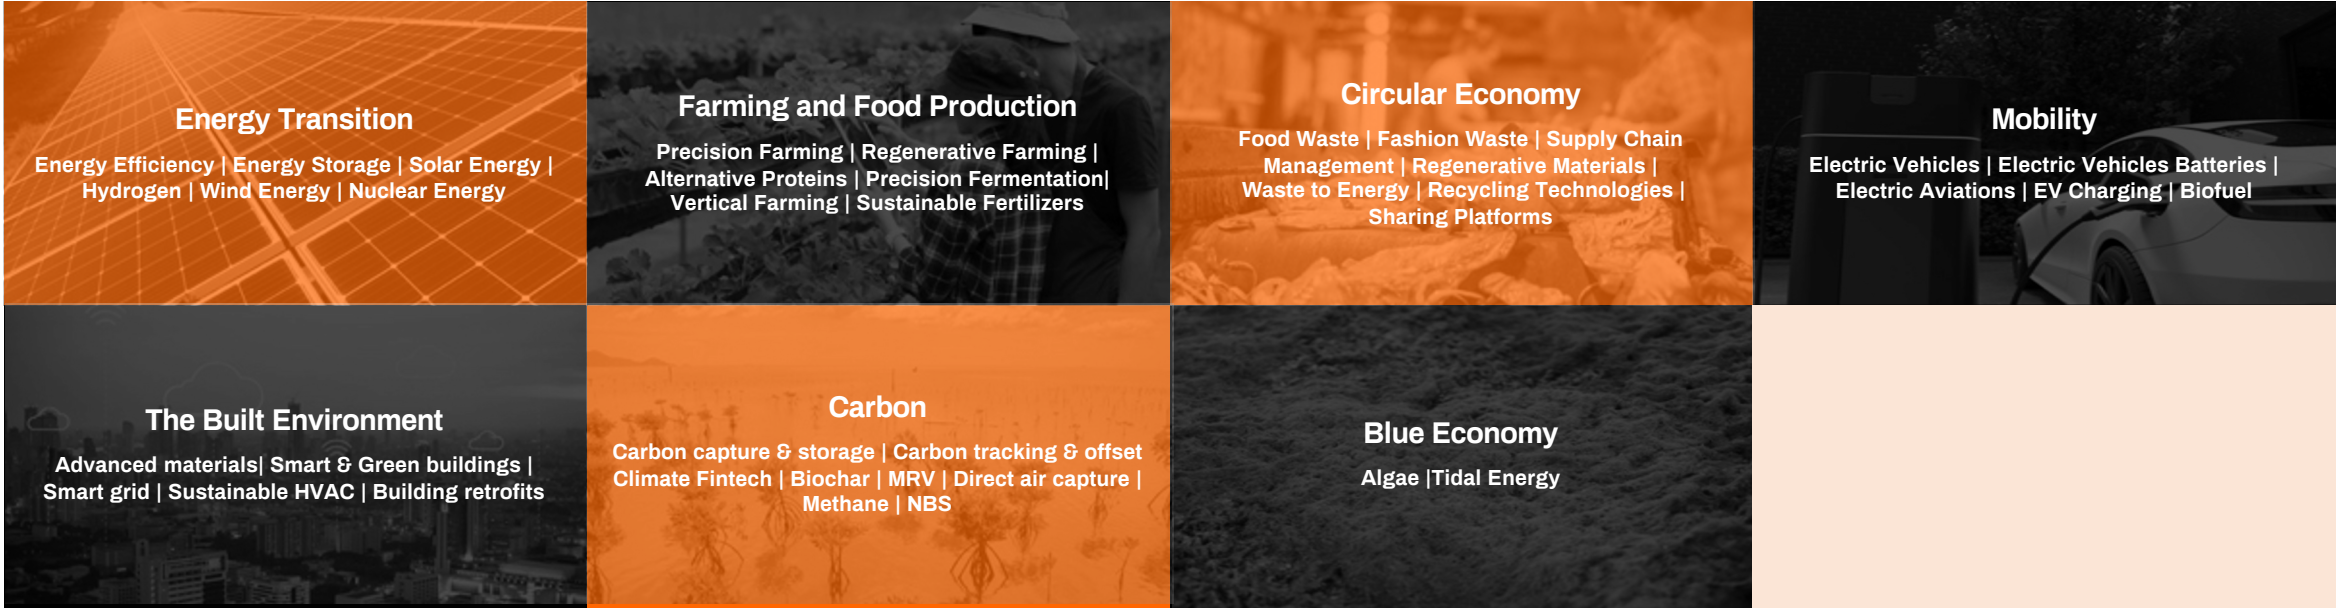 Energy Transition
Energy Efficiency | Energy Storage | Solar Energy |
Hydrogen | Wind Energy | Nuclear Energy
Farming and Food Production
Precision Farming | Regenerative Farming |
Alternative Proteins | Precision Fermentation|
Vertical Farming | Sustainable Fertilizers
Circular Economy
Food Waste | Fashion Waste | Supply Chain
Management | Regenerative Materials |
Waste to Energy | Recycling Technologies |
Sharing Platforms
Mobility
Electric Vehicles | Electric Vehicles Batteries |
Electric Aviations | EV Charging | Biofuel
The Built Environment
Advanced materials| Smart & Green buildings |
Smart grid | Sustainable HVAC | Building retrofits
Carbon
Carbon capture & storage | Carbon tracking & offset
Climate Fintech | Biochar | MRV | Direct air capture |
Methane | NBS
Blue Economy
Algae |Tidal Energy